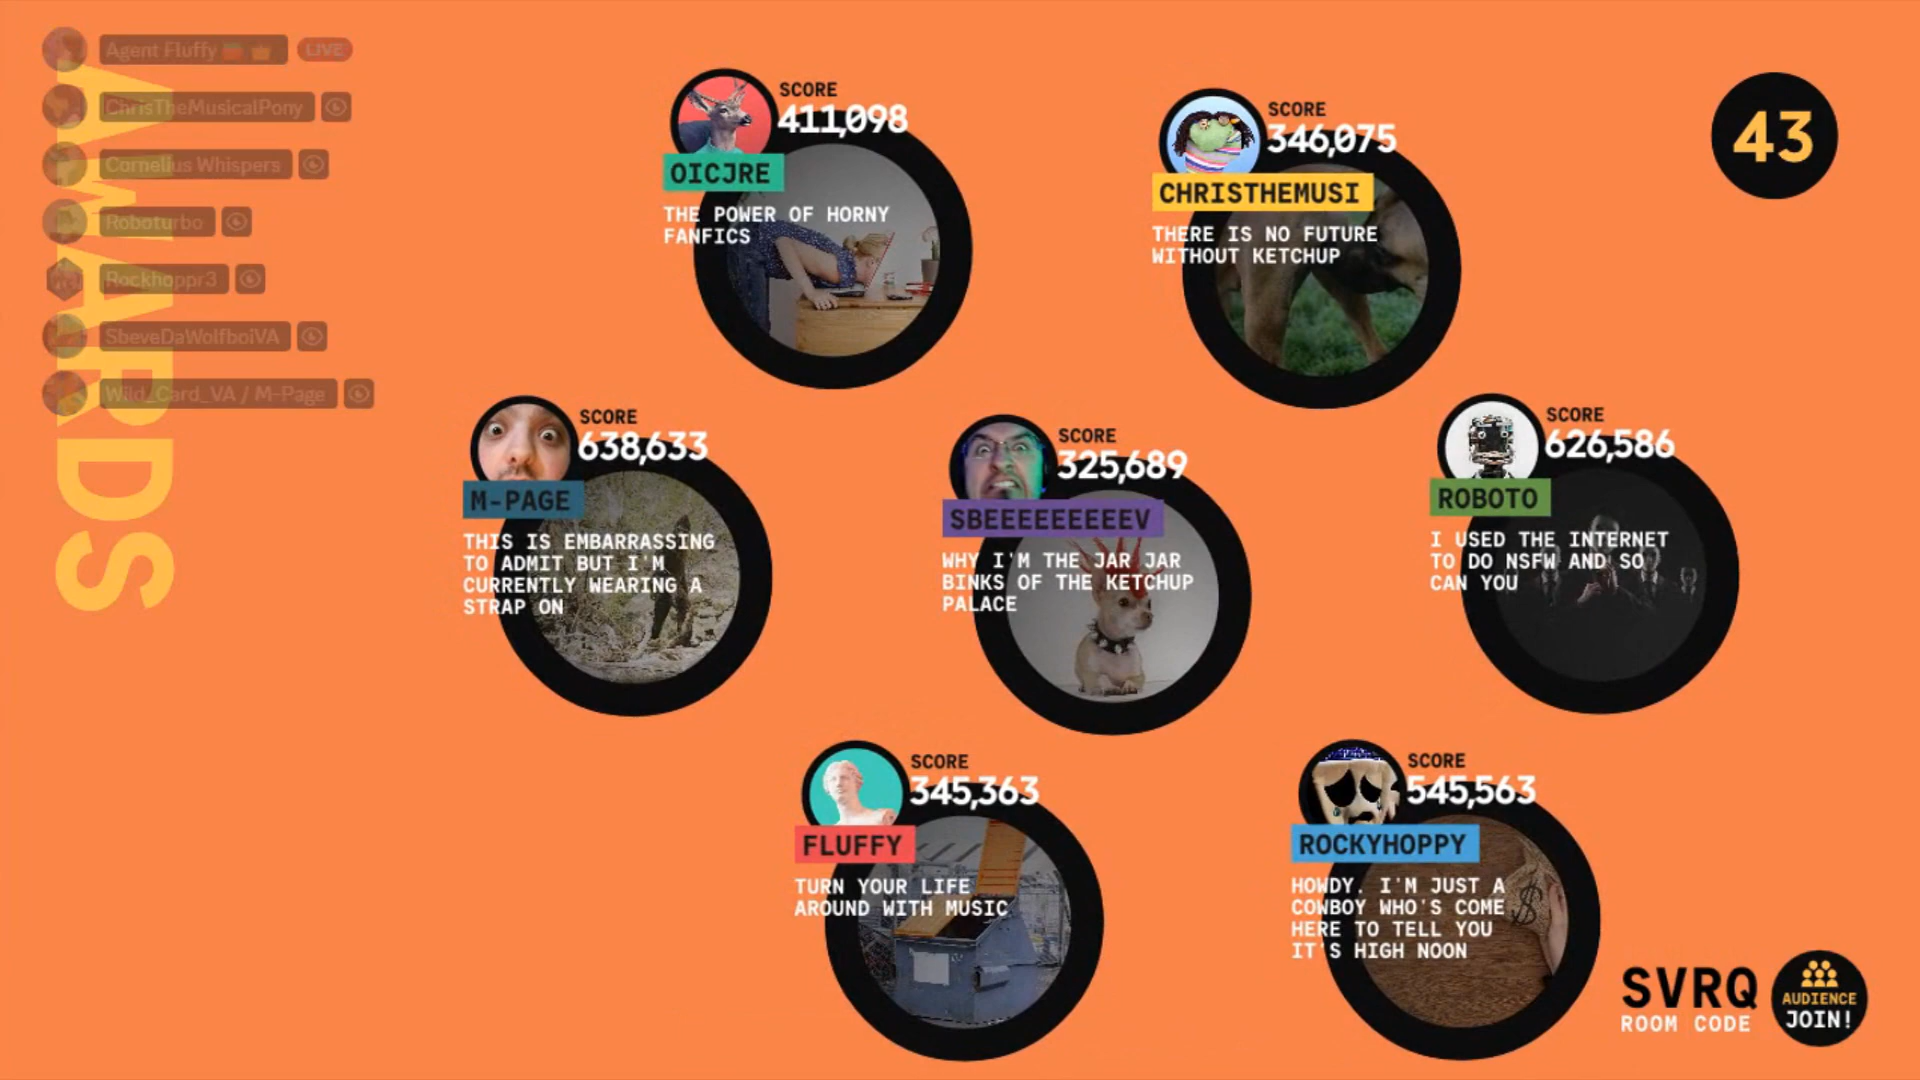 Agent Fluffy
LIVE
ChrisTheMusicalPony
Cornelius Whispers
Roboturbo
Rockhoppr3
SbeveDaWolfboiVA
Wild_Card_VA / M-Page
AWARDS
SCORE
411,098
OICJRE
THE POWER OF HORNY
FANFICS
SCORE
346,075
CHRISTHEMUSI
THERE IS NO FUTURE
WITHOUT KETCHUP
43
SCORE
638,633
M-PAGE
THIS IS EMBARRASSING
TO ADMIT BUT I'M
CURRENTLY WEARING A
STRAP ON
SCORE
325,689
SBEEEEEEEEEV
WHY I'M THE JAR JAR
BINKS OF THE KETCHUP
PALACE
SCORE
626,586
ROBOTO
I USED THE INTERNET
TO DO NSFW AND SO
CAN YOU
SCORE
345,363
FLUFFY
TURN YOUR LIFE
AROUND WITH MUSIC
SCORE
545,563
ROCKYHOPPY
HOWDY. I'M JUST A
COWBOY WHO'S COME
HERE TO TELL YOU
IT'S HIGH NOON
SVRQ
ROOM CODE
AUDIENCE
JOIN!